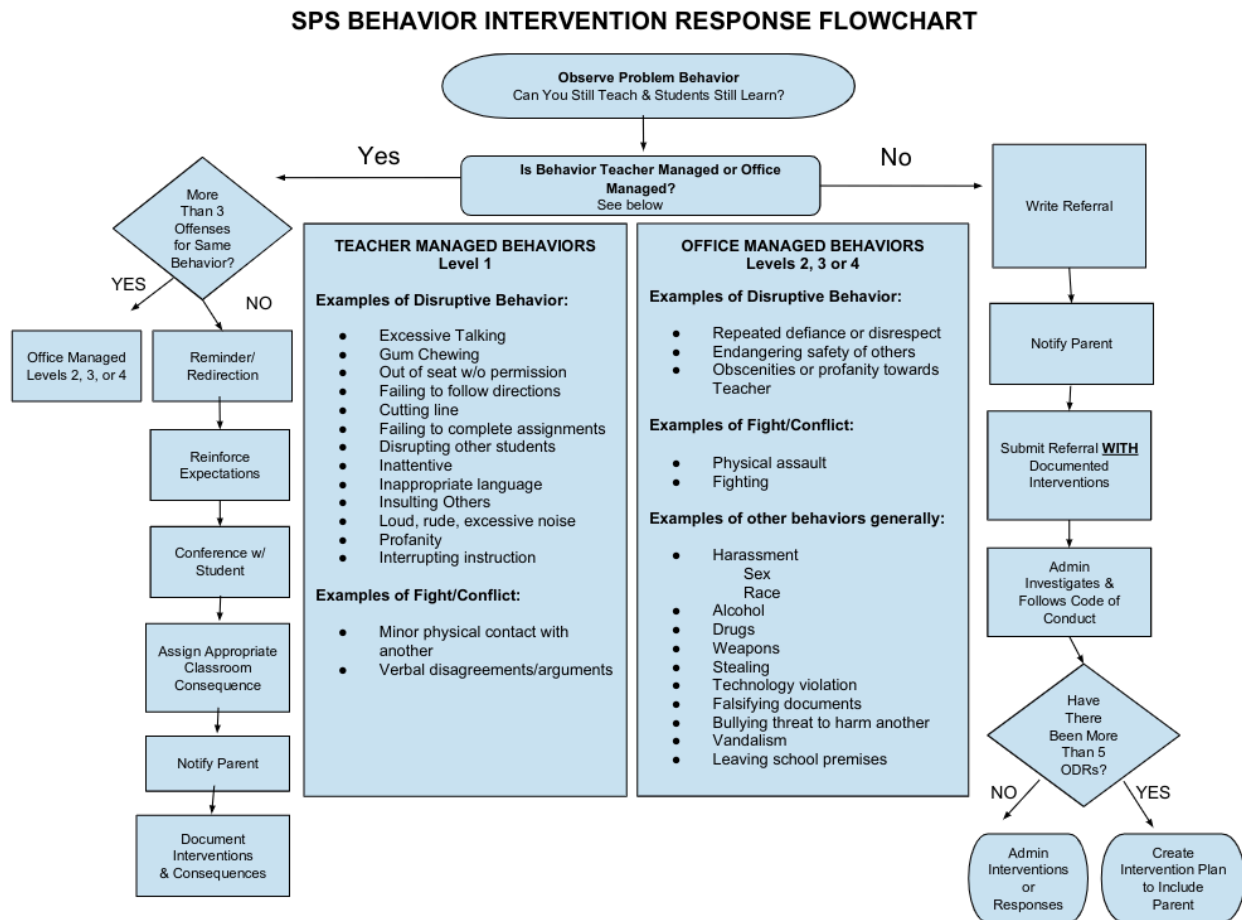 SPS BEHAVIOR INTERVENTION RESPONSE FLOWCHART
Observe Problem Behavior
Can You Still Teach & Students Still Learn?
Yes
No
Is Behavior Teacher Managed or Office
Managed?
See below
More
Than 3
Offenses
for Same
Behavior?
YES
NO
Office Managed
Levels 2, 3, or 4
Reminder/
Redirection
Reinforce
Expectations
Conference w/
Student
Assign Appropriate
Classroom
Consequence
Notify Parent
Document
Interventions
& Consequences
TEACHER MANAGED BEHAVIORS
Level 1
Examples of Disruptive Behavior:
● Excessive Talking
● Gum Chewing
● Out of seat w/o permission
● Failing to follow directions
● Cutting line
● Failing to complete assignments
● Disrupting other students
● Inattentive
● Inappropriate language
● Insulting Others
● Loud, rude, excessive noise
● Profanity
● Interrupting instruction
Examples of Fight/Conflict:
● Minor physical contact with
another
● Verbal disagreements/arguments
OFFICE MANAGED BEHAVIORS
Levels 2, 3 or 4
Examples of Disruptive Behavior:
● Repeated defiance or disrespect
● Endangering safety of others
● Obscenities or profanity towards
Teacher
Examples of Fight/Conflict:
● Physical assault
● Fighting
Examples of other behaviors generally:
● Harassment
Sex
Race
● Alcohol
● Drugs
● Weapons
● Stealing
● Technology violation
● Falsifying documents
● Bullying threat to harm another
● Vandalism
● Leaving school premises
Write Referral
Notify Parent
Submit Referral WITH
Documented
Interventions
Admin
Investigates &
Follows Code of
Conduct
Have
There
Been More
Than 5
ODRs?
NO
YES
Admin
Interventions
or
Responses
Create
Intervention Plan
to Include
Parent